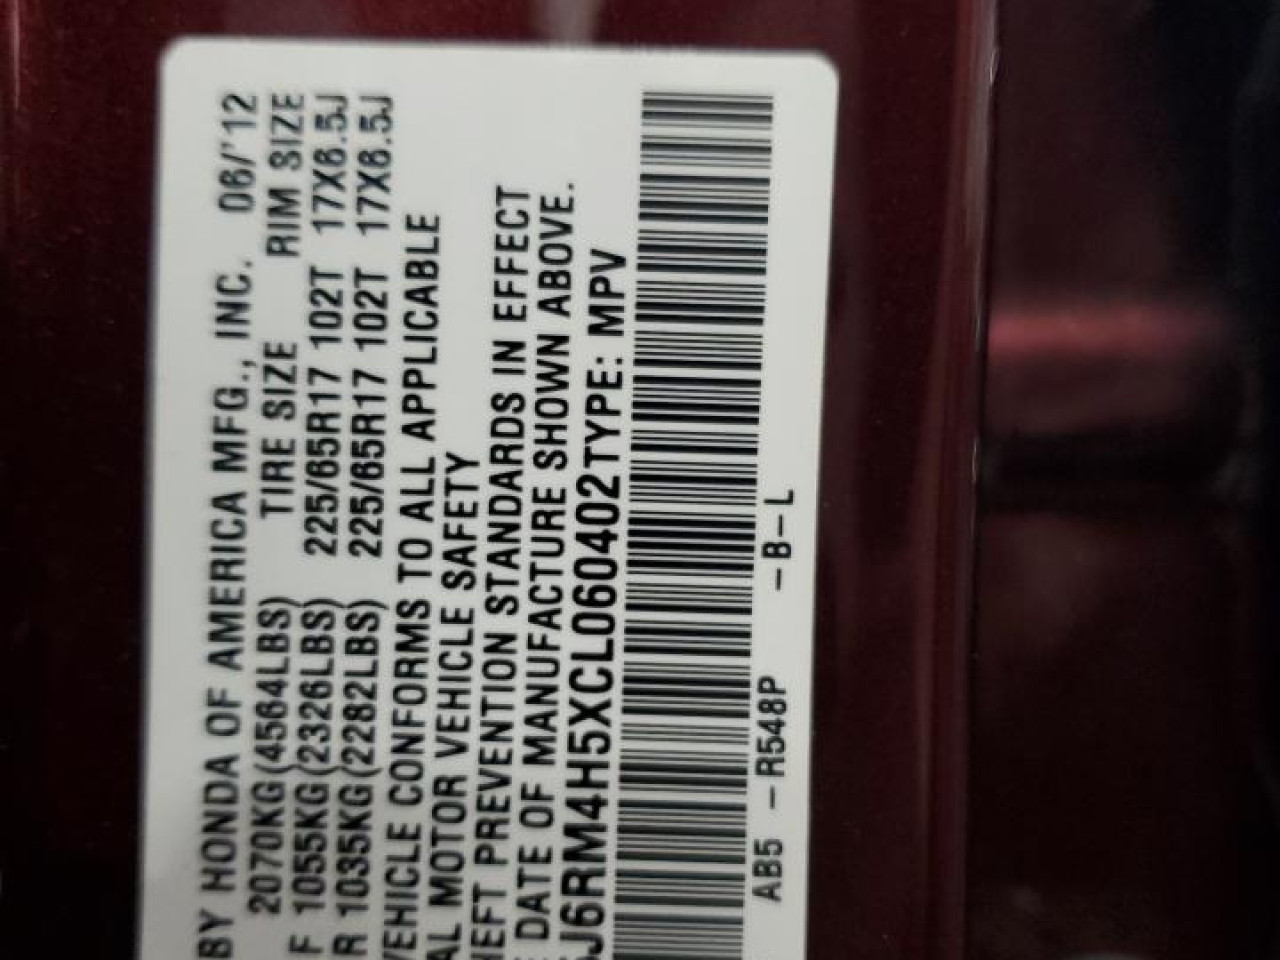 BY HONDA OF AMERICA MFG., INC. 06/'12
2070KG(4564LBS) TIRE SIZE RIM SIZE
F 1055KG(2326LBS) 225/65R17 102T 17X6.5J
R 1035KG(2282LBS) 225/65R17 102T 17X6.5J
VEHICLE CONFORMS TO ALL APPLICABLE
AL MOTOR VEHICLE SAFETY
HEFT PREVENTION STANDARDS IN EFFECT
E DATE OF MANUFACTURE SHOWN ABOVE.
J6RM4H5XCL060402TYPE: MPV
AB5 -R548P -B-L